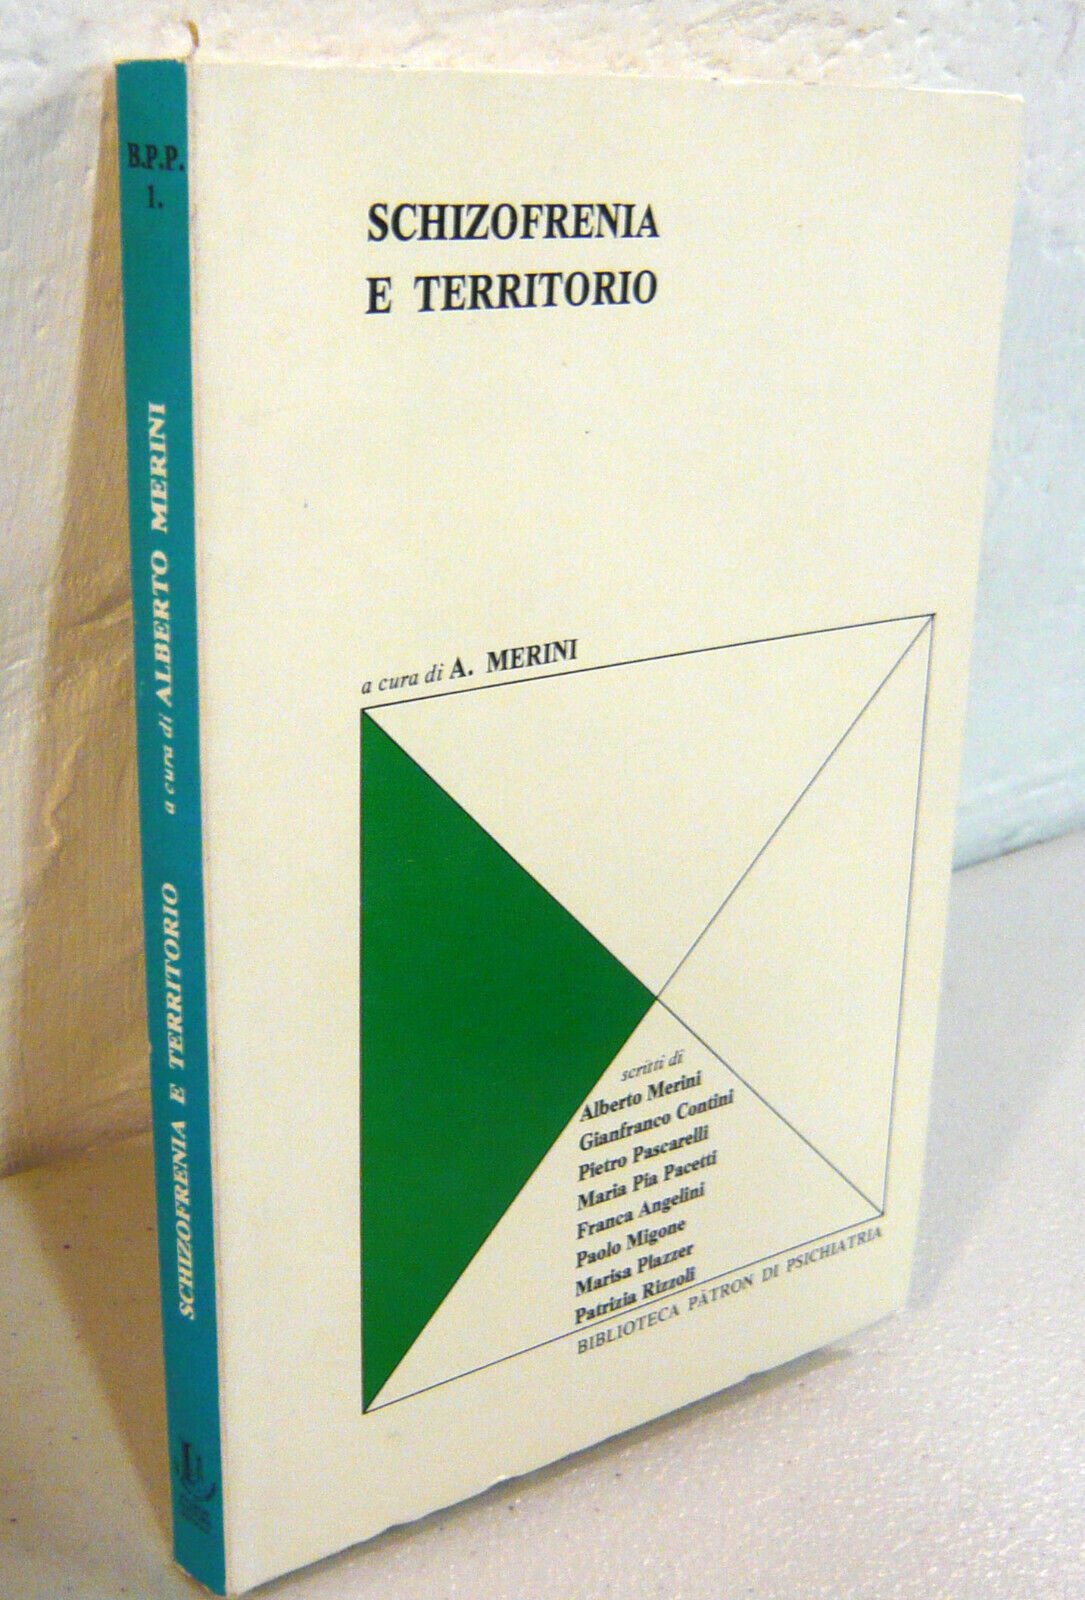 B.P.P.
1.
SCHIZOFRENIA E TERRITORIO a cura di ALBERTO MERINI
SCHIZOFRENIA
E TERRITORIO
a cura di A. MERINI
scritti di
Alberto Merini
Gianfranco Contini
Pietro Pascarelli
Maria Pia Pacetti
Franca Angelini
Paolo Migone
Marisa Plazzer
Patrizia Rizzoli
BIBLIOTECA PÀTRON DI PSICHIATRIA